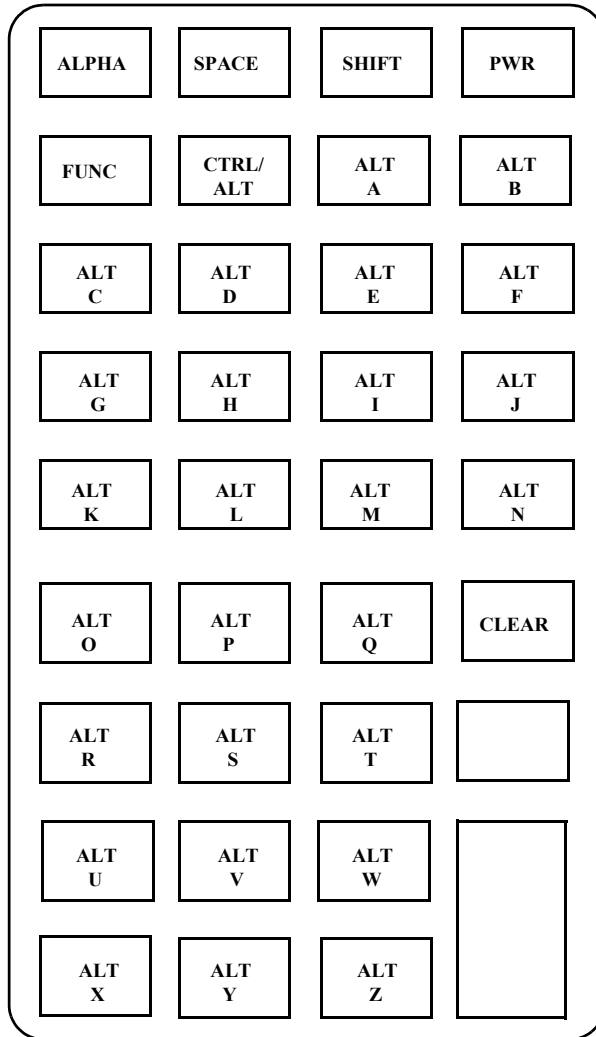 ALPHA SPACE SHIFT PWR
FUNC CTRL/ ALT ALT
ALT A B
ALT ALT ALT ALT
C D E F
ALT ALT ALT ALT
G H I J
ALT ALT ALT ALT
K L M N
ALT ALT ALT CLEAR
O P Q
ALT ALT ALT
R S T
ALT ALT ALT
U V W
ALT ALT ALT
X Y Z